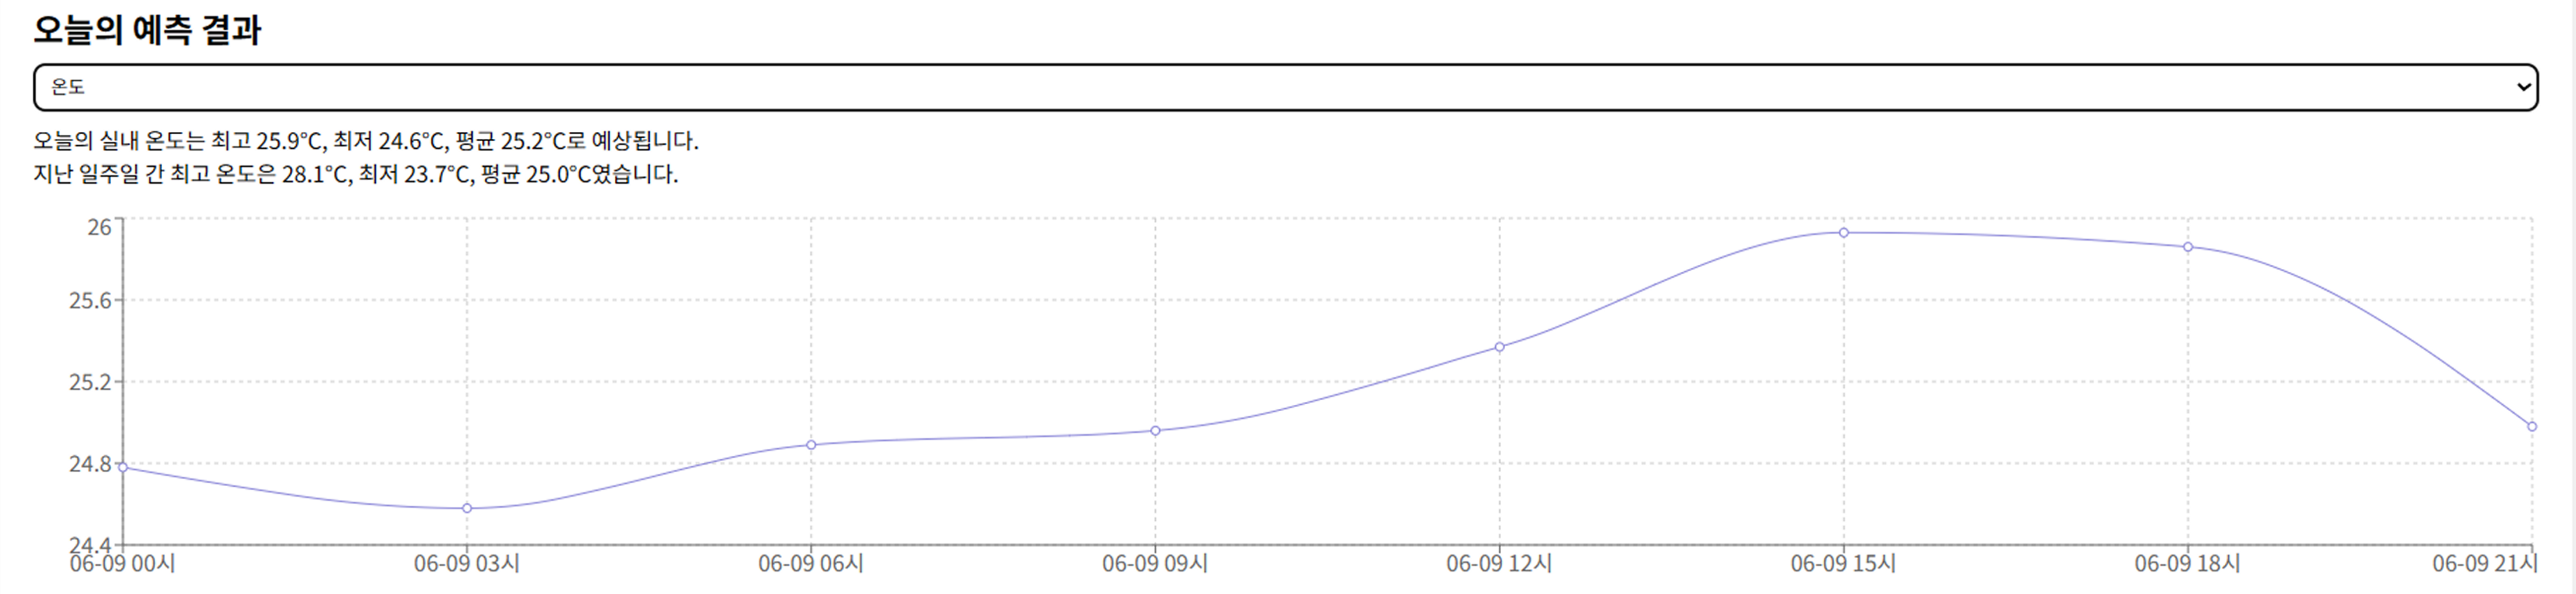 오늘의 예측 결과
온도
오늘의 실내 온도는 최고 25.9°C, 최저 24.6°C, 평균 25.2°C로 예상됩니다.
지난 일주일 간 최고 온도은 28.1°C, 최저 23.7°C, 평균 25.0°C였습니다.
26
25.6
25.2
24.8
24.4
06-09 00시 06-09 03시 06-09 06시 06-09 09시 06-09 12시 06-09 15시 06-09 18시 06-09 21시